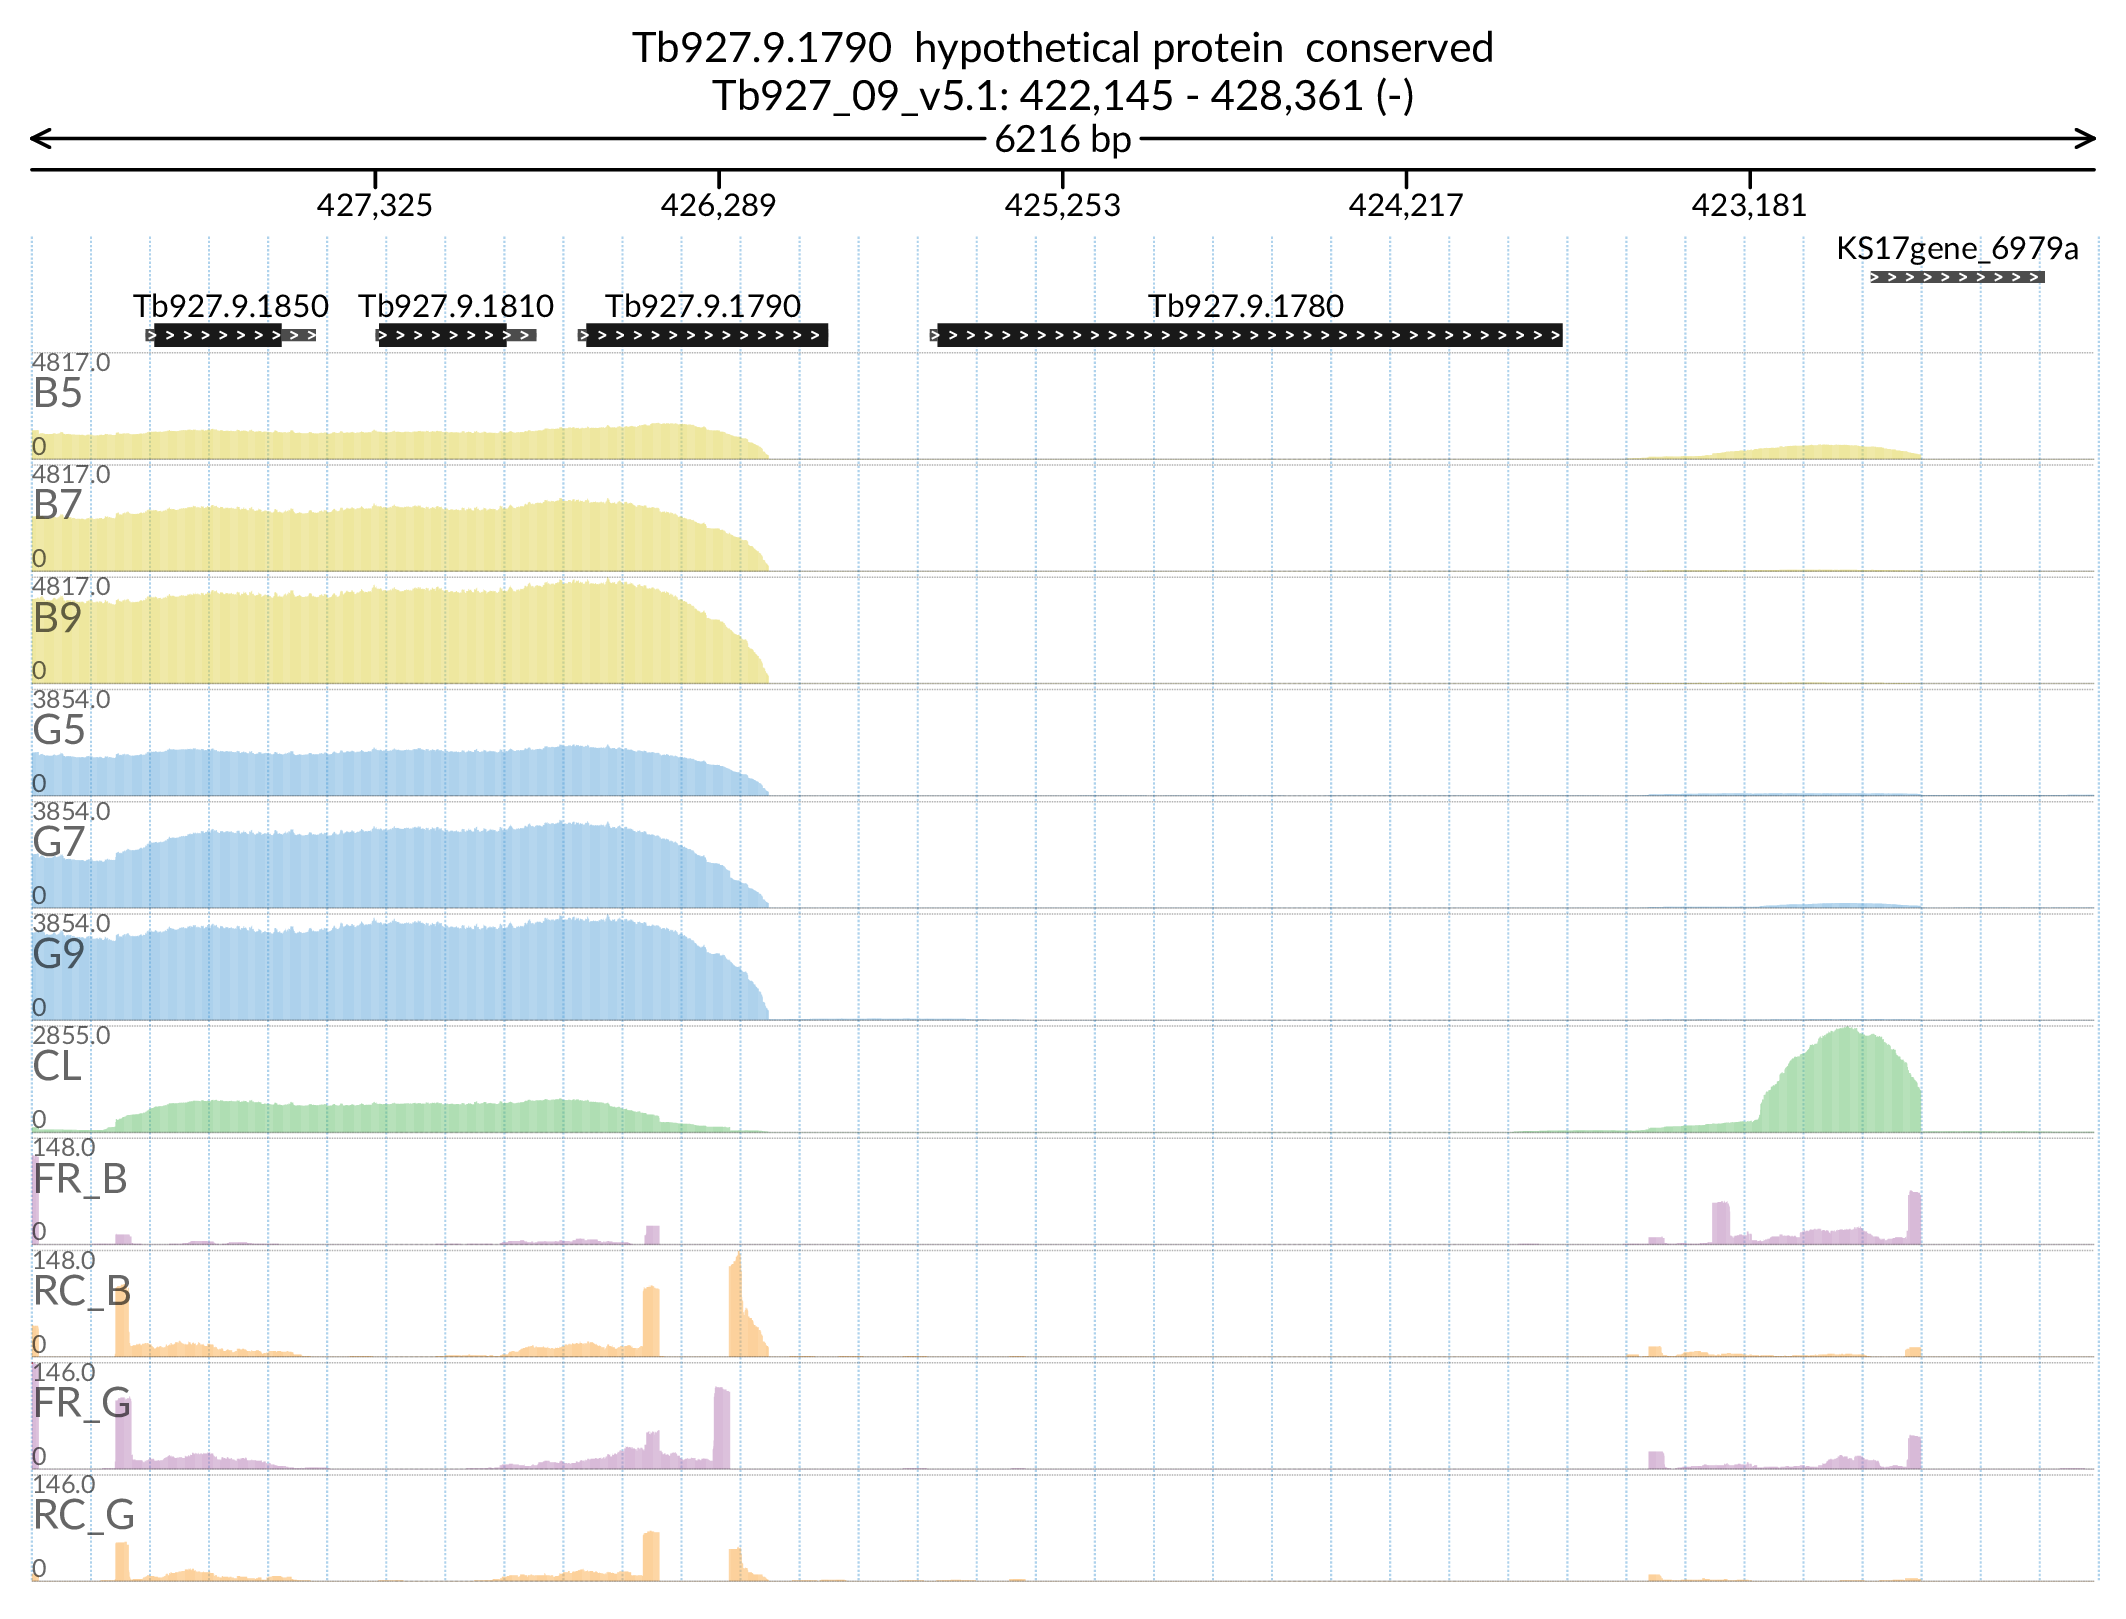 Tb927.9.1790  hypothetical protein  conserved
Tb927_09_v5.1: 422,145 - 428,361 (-)
6216 bp
427,325 426,289 425,253 424,217 423,181
KS17gene_6979a
Tb927.9.1850 Tb927.9.1810 Tb927.9.1790 Tb927.9.1780
4817.0
B5
0
4817.0
B7
0
4817.0
B9
0
3854.0
G5
0
3854.0
G7
0
3854.0
G9
0
2855.0
CL
0
148.0
FR_B
0
148.0
RC_B
0
146.0
FR_G
0
146.0
RC_G
0